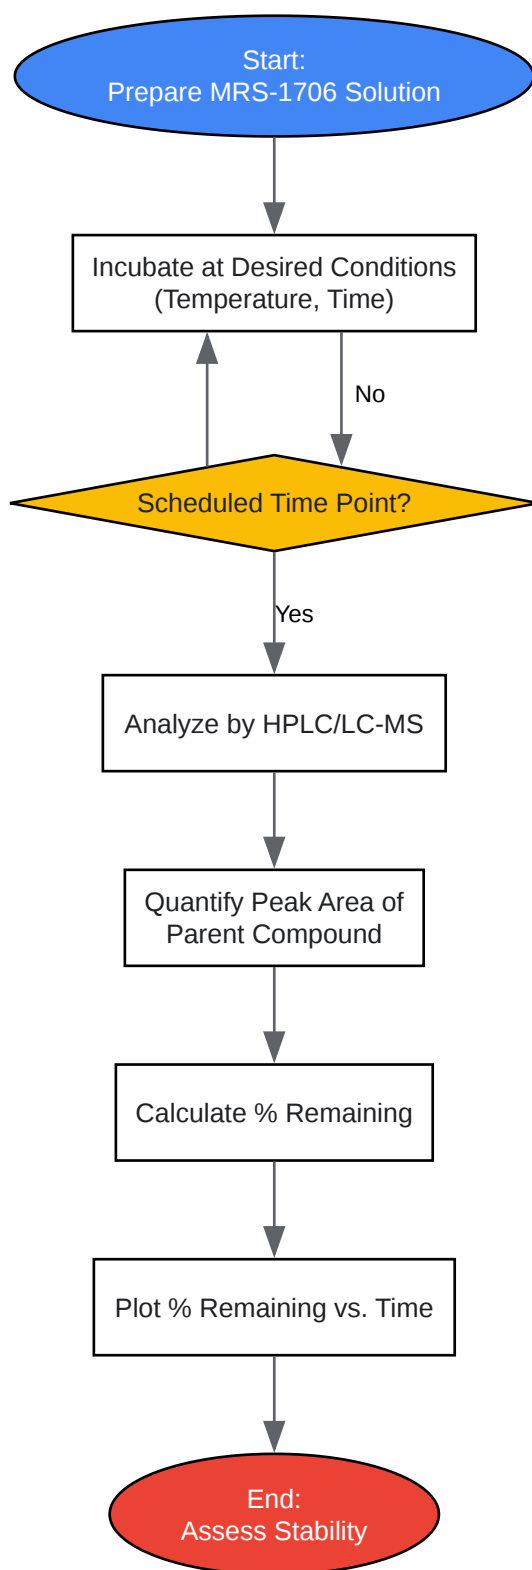 Start:
Prepare MRS-1706 Solution
Incubate at Desired Conditions
(Temperature, Time)
No
Scheduled Time Point?
Yes
Analyze by HPLC/LC-MS
Quantify Peak Area of
Parent Compound
Calculate % Remaining
Plot % Remaining vs. Time
End:
Assess Stability